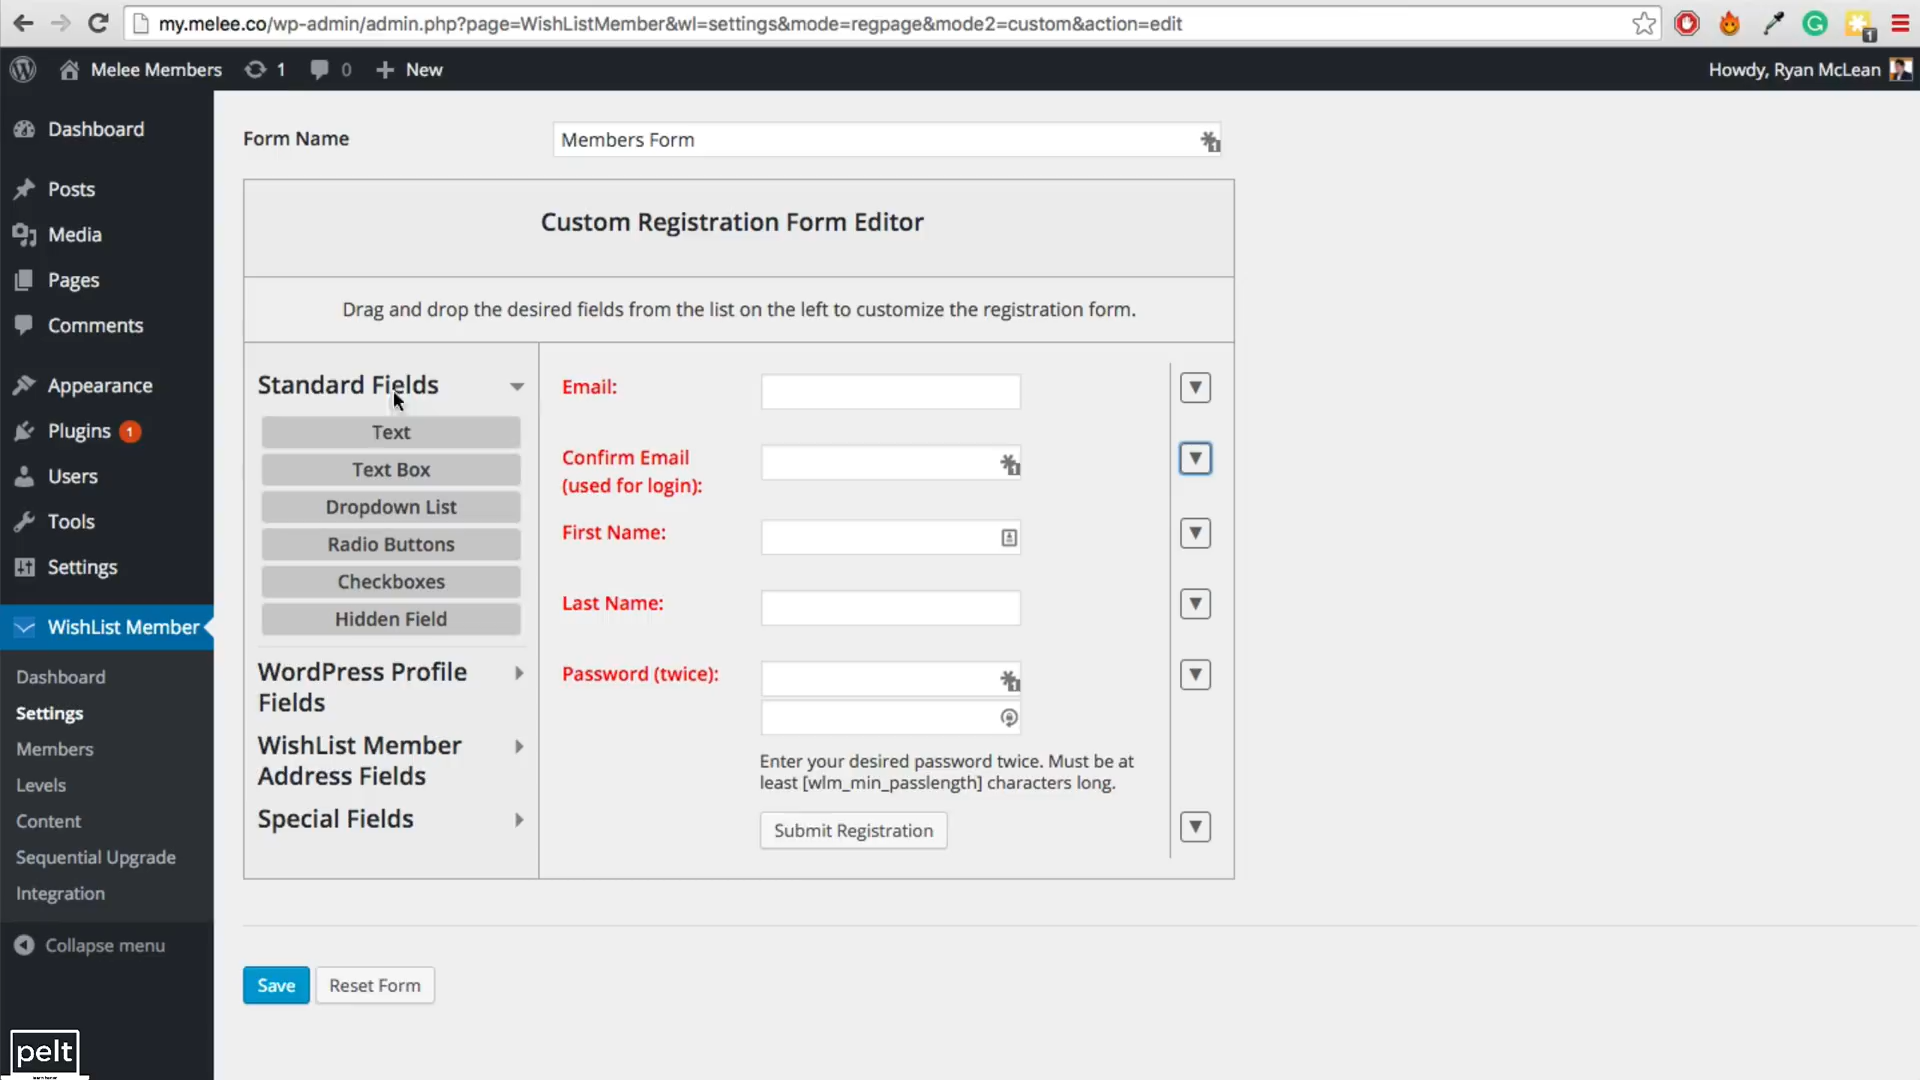 my.melee.co/wp-admin/admin.php?page=WishListMember&wl=settings&mode=regpage&mode2=custom&action=edit
1
Melee Members
1
0
New
Howdy, Ryan McLean
Dashboard
Posts
Media
Pages
Comments
Appearance
Plugins 1
Users
Tools
Settings
WishList Member
Dashboard
Settings
Members
Levels
Content
Sequential Upgrade
Integration
Collapse menu
pelt
Form Name
Members Form
Custom Registration Form Editor
Drag and drop the desired fields from the list on the left to customize the registration form.
Standard Fields
Text
Text Box
Dropdown List
Radio Buttons
Checkboxes
Hidden Field
WordPress Profile
Fields
WishList Member
Address Fields
Special Fields
Email:
Confirm Email
(used for login):
First Name:
Last Name:
Password (twice):
Enter your desired password twice. Must be at
least [wlm_min_passlength] characters long.
Submit Registration
Save
Reset Form